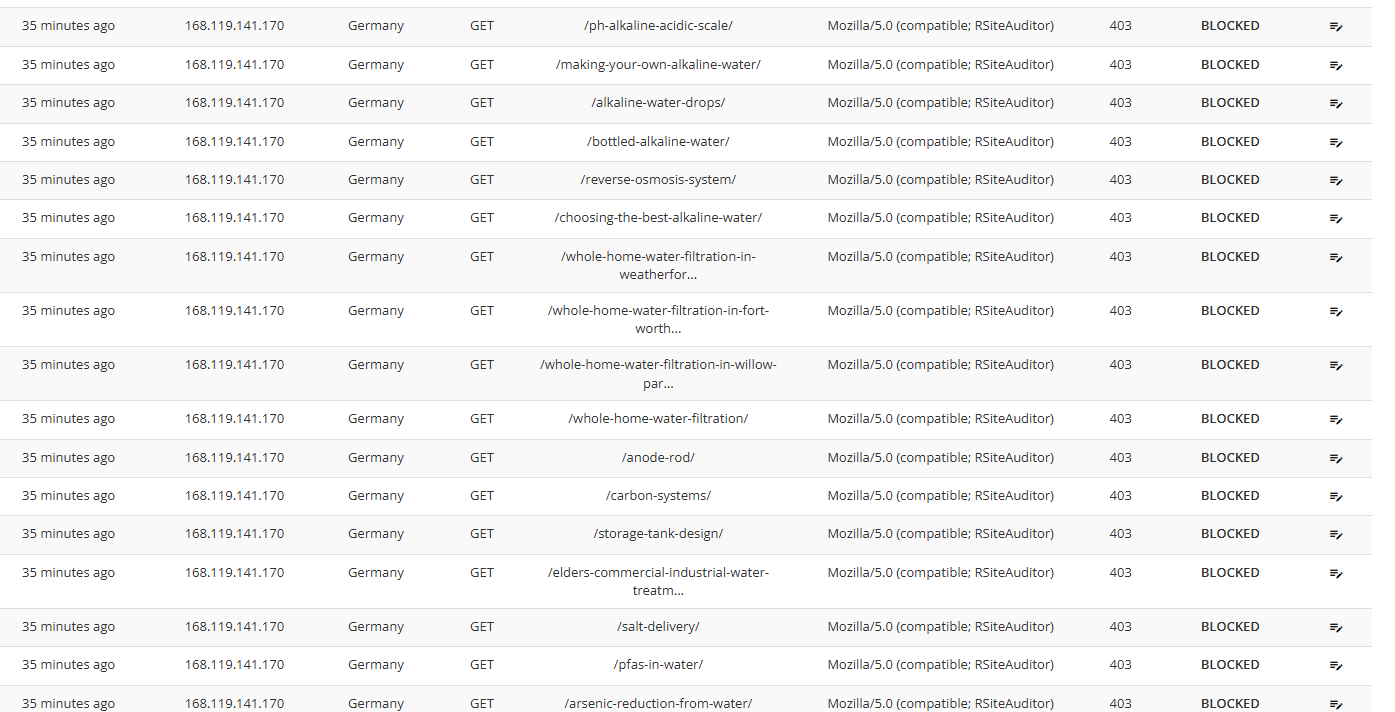 35 minutes ago 168.119.141.170 Germany GET /ph-alkaline-acidic-scale/ Mozilla/5.0 (compatible; RSiteAuditor) 403 BLOCKED
35 minutes ago 168.119.141.170 Germany GET /making-your-own-alkaline-water/ Mozilla/5.0 (compatible; RSiteAuditor) 403 BLOCKED
35 minutes ago 168.119.141.170 Germany GET /alkaline-water-drops/ Mozilla/5.0 (compatible; RSiteAuditor) 403 BLOCKED
35 minutes ago 168.119.141.170 Germany GET /bottled-alkaline-water/ Mozilla/5.0 (compatible; RSiteAuditor) 403 BLOCKED
35 minutes ago 168.119.141.170 Germany GET /reverse-osmosis-system/ Mozilla/5.0 (compatible; RSiteAuditor) 403 BLOCKED
35 minutes ago 168.119.141.170 Germany GET /choosing-the-best-alkaline-water/ Mozilla/5.0 (compatible; RSiteAuditor) 403 BLOCKED
35 minutes ago 168.119.141.170 Germany GET /whole-home-water-filtration-in- Mozilla/5.0 (compatible; RSiteAuditor) 403 BLOCKED
weatherfor...
35 minutes ago 168.119.141.170 Germany GET /whole-home-water-filtration-in-fort- Mozilla/5.0 (compatible; RSiteAuditor) 403 BLOCKED
worth...
35 minutes ago 168.119.141.170 Germany GET /whole-home-water-filtration-in-willow- Mozilla/5.0 (compatible; RSiteAuditor) 403 BLOCKED
par...
35 minutes ago 168.119.141.170 Germany GET /whole-home-water-filtration/ Mozilla/5.0 (compatible; RSiteAuditor) 403 BLOCKED
35 minutes ago 168.119.141.170 Germany GET /anode-rod/ Mozilla/5.0 (compatible; RSiteAuditor) 403 BLOCKED
35 minutes ago 168.119.141.170 Germany GET /carbon-systems/ Mozilla/5.0 (compatible; RSiteAuditor) 403 BLOCKED
35 minutes ago 168.119.141.170 Germany GET /storage-tank-design/ Mozilla/5.0 (compatible; RSiteAuditor) 403 BLOCKED
35 minutes ago 168.119.141.170 Germany GET /elders-commercial-industrial-water- Mozilla/5.0 (compatible; RSiteAuditor) 403 BLOCKED
treatm...
35 minutes ago 168.119.141.170 Germany GET /salt-delivery/ Mozilla/5.0 (compatible; RSiteAuditor) 403 BLOCKED
35 minutes ago 168.119.141.170 Germany GET /pfas-in-water/ Mozilla/5.0 (compatible; RSiteAuditor) 403 BLOCKED
35 minutes ago 168.119.141.170 Germany GET /arsenic-reduction-from-water/ Mozilla/5.0 (compatible; RSiteAuditor) 403 BLOCKED